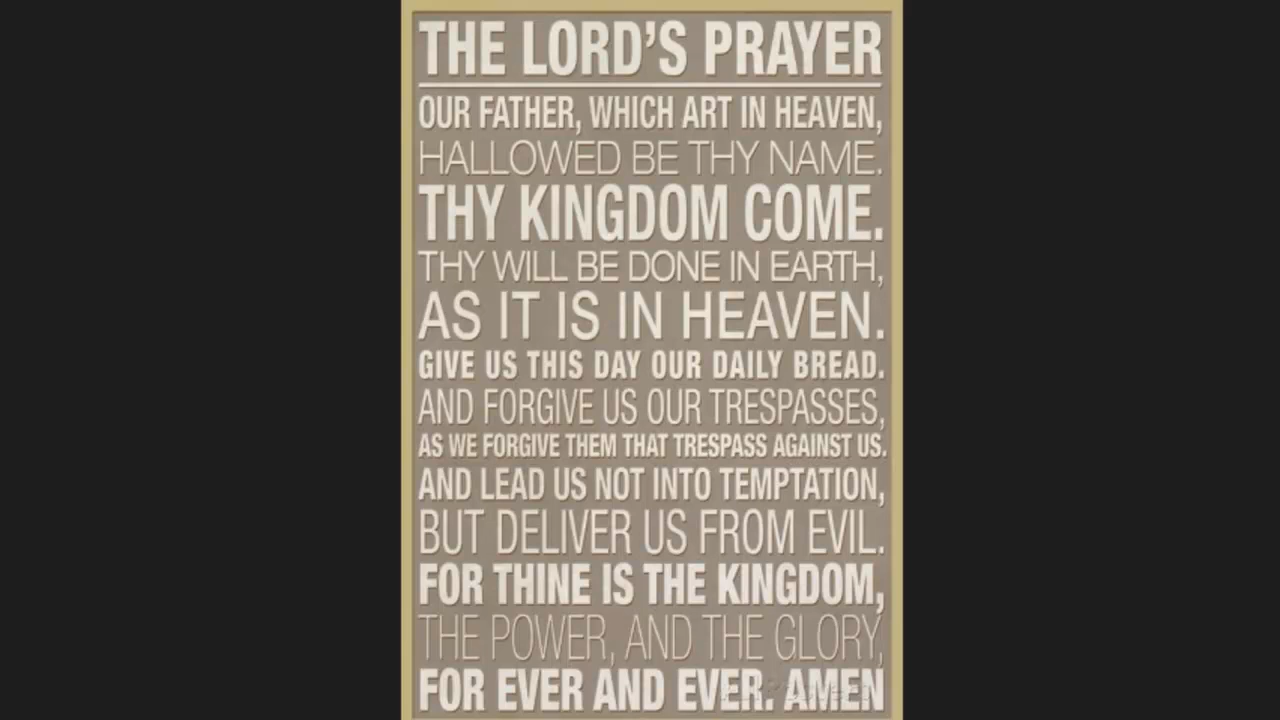 THE LORD'S PRAYER
OUR FATHER, WHICH ART IN HEAVEN,
HALLOWED BE THY NAME.
THY KINGDOM COME.
THY WILL BE DONE IN EARTH,
AS IT IS IN HEAVEN.
GIVE US THIS DAY OUR DAILY BREAD.
AND FORGIVE US OUR TRESPASSES,
AS WE FORGIVE THEM THAT TRESPASS AGAINST US.
AND LEAD US NOT INTO TEMPTATION,
BUT DELIVER US FROM EVIL.
FOR THINE IS THE KINGDOM,
THE POWER, AND THE GLORY,
FOR EVER AND EVER. AMEN